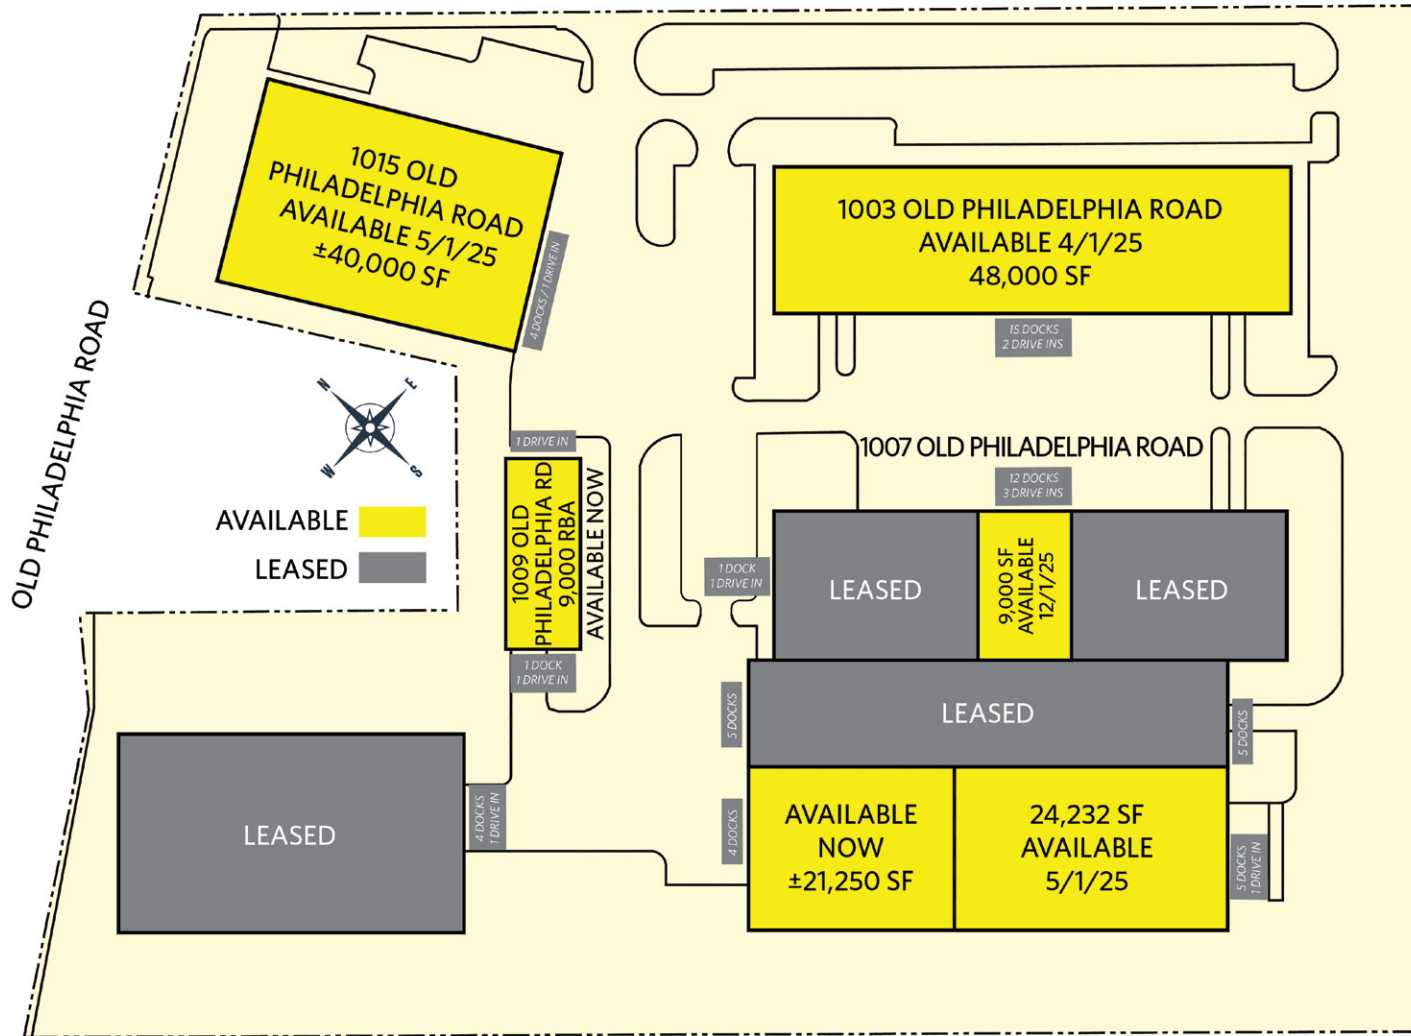 1015 OLD
PHILADELPHIA ROAD
AVAILABLE 5/1/25
±40,000 SF
4 DOCKS / 1 DRIVE IN
1003 OLD PHILADELPHIA ROAD
AVAILABLE 4/1/25
48,000 SF
15 DOCKS
2 DRIVE INS
OLD PHILADELPHIA ROAD
N
E
W
S
AVAILABLE
LEASED
1 DRIVE IN
1009 OLD
PHILADELPHIA RD
9,000 RBA
AVAILABLE NOW
1 DOCK
1 DRIVE IN
1007 OLD PHILADELPHIA ROAD
12 DOCKS
3 DRIVE INS
1 DOCK
1 DRIVE IN
LEASED
9,000 SF
AVAILABLE
12/1/25
LEASED
5 DOCKS
LEASED
5 DOCKS
LEASED
4 DOCKS
1 DRIVE IN
4 DOCKS
AVAILABLE
NOW
±21,250 SF
24,232 SF
AVAILABLE
5/1/25
5 DOCKS
1 DRIVE IN